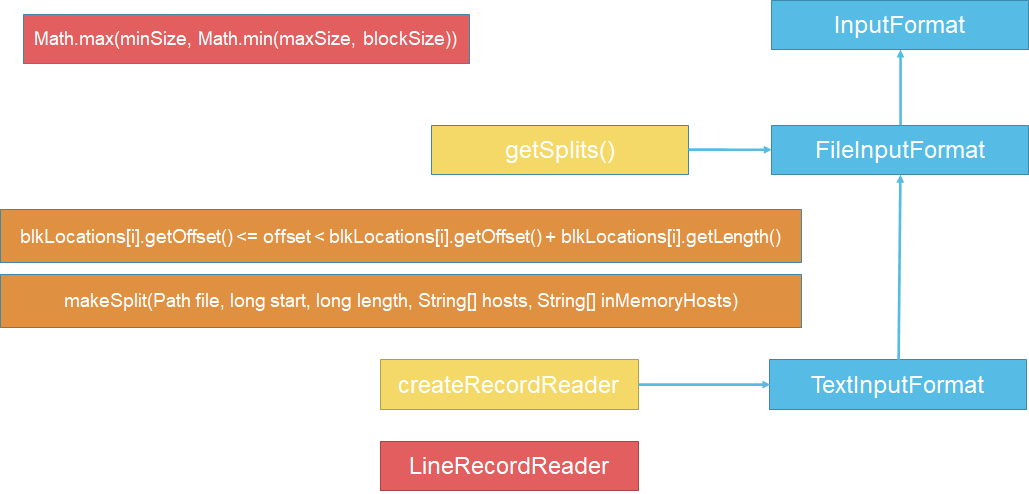 Math.max(minSize, Math.min(maxSize, blockSize))
InputFormat
getSplits()
FileInputFormat
blkLocations[i].getOffset() <= offset < blkLocations[i].getOffset() + blkLocations[i].getLength()
makeSplit(Path file, long start, long length, String[] hosts, String[] inMemoryHosts)
createRecordReader
TextInputFormat
LineRecordReader